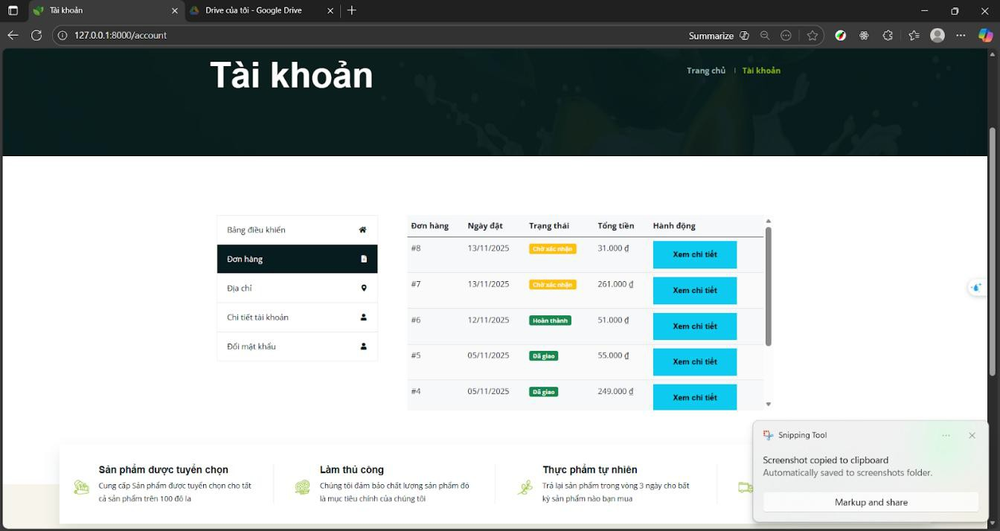 Tài khoản
Drive của tôi - Google Drive
127.0.0.1:8000/account
Summarize
Tài khoản
Trang chủ | Tài khoản
Bảng điều khiển
Đơn hàng
Địa chỉ
Chi tiết tài khoản
Đổi mật khẩu
Đơn hàng Ngày đặt Trạng thái Tổng tiền Hành động
#8 13/11/2025 Chờ xác nhận 31.000 ₫ Xem chi tiết
#7 13/11/2025 Chờ xác nhận 261.000 ₫ Xem chi tiết
#6 12/11/2025 Hoàn thành 51.000 ₫ Xem chi tiết
#5 05/11/2025 Đã giao 55.000 ₫ Xem chi tiết
#4 05/11/2025 Đã giao 249.000 ₫ Xem chi tiết
Sản phẩm được tuyển chọn
Cung cấp Sản phẩm được tuyển chọn cho tất
cả sản phẩm trên 100 đô la
Làm thủ công
Chúng tôi đảm bảo chất lượng sản phẩm đó
là mục tiêu chính của chúng tôi
Thực phẩm tự nhiên
Trả lại sản phẩm trong vòng 3 ngày cho bất
kỳ sản phẩm nào bạn mua
Snipping Tool
Screenshot copied to clipboard
Automatically saved to screenshots folder.
Markup and share